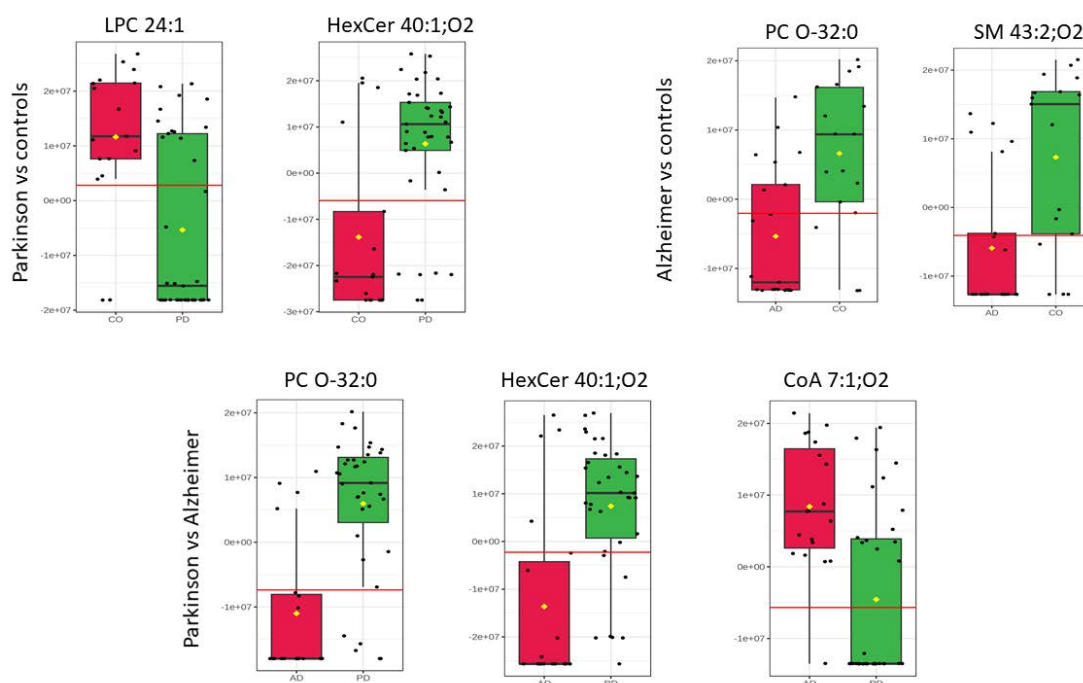 LPC 24:1
HexCer 40:1;O2
PC O-32:0
SM 43:2;O2
Parkinson vs controls
2e+07
1e+07
0e+00
-1e+07
-2e+07
CO
PD
2e+07
1e+07
0e+00
-1e+07
-2e+07
-3e+07
CO
PD
Alzheimer vs controls
2e+07
1e+07
0e+00
-1e+07
AD
CO
2e+07
1e+07
0e+00
-1e+07
AD
CO
PC O-32:0
HexCer 40:1;O2
CoA 7:1;O2
Parkinson vs Alzheimer
2e+07
1e+07
0e+00
-1e+07
AD
PD
2e+07
1e+07
0e+00
-1e+07
-2e+07
AD
PD
2e+07
1e+07
0e+00
-1e+07
AD
PD